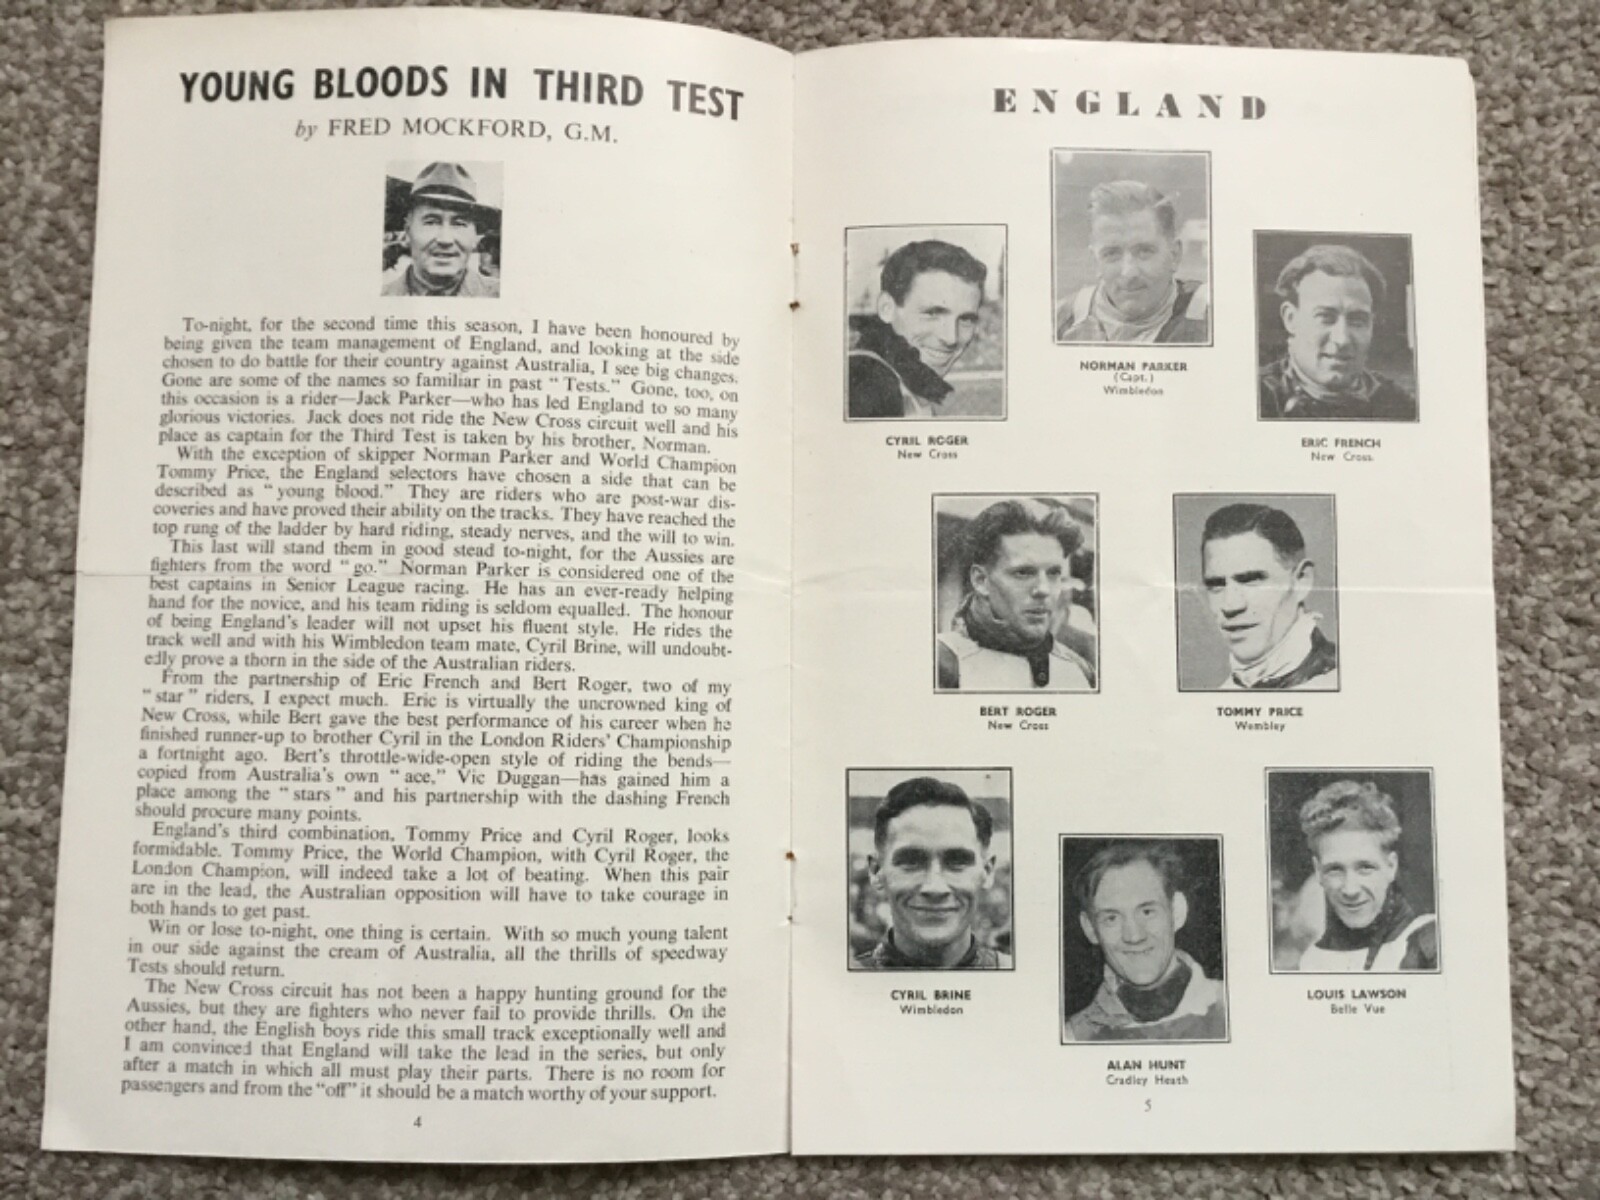 YOUNG BLOODS IN THIRD TEST
by FRED MOCKFORD, G.M.
To-night, for the second time this season, I have been honoured by
being given the team management of England, and looking at the side
chosen to do battle for their country against Australia, I see big changes.
Gone are some of the names so familiar in past "Tests." Gone, too, on
this occasion is a rider—Jack Parker—who has led England to so many
glorious victories. Jack does not ride the New Cross circuit well and his
place as captain for the Third Test is taken by his brother, Norman.
With the exception of skipper Norman Parker and World Champion
Tommy Price, the England selectors have chosen a side that can be
described as "young blood." They are riders who are post-war dis-
coveries and have proved their ability on the tracks. They have reached the
top rung of the ladder by hard riding, steady nerves, and the will to win.
This last will stand them in good stead to-night, for the Aussies are
fighters from the word "go." Norman Parker is considered one of the
best captains in Senior League racing. He has an ever-ready helping
hand for the novice, and his team riding is seldom equalled. The honour
of being England's leader will not upset his fluent style. He rides the
track well and with his Wimbledon team mate, Cyril Brine, will undoubt-
edly prove a thorn in the side of the Australian riders.
From the partnership of Eric French and Bert Roger, two of my
"star" riders, I expect much. Eric is virtually the uncrowned king of
New Cross, while Bert gave the best performance of his career when he
finished runner-up to brother Cyril in the London Riders' Championship
a fortnight ago. Bert's throttle-wide-open style of riding the bends—
copied from Australia's own "ace," Vic Duggan—has gained him a
place among the "stars" and his partnership with the dashing French
should procure many points.
England's third combination, Tommy Price and Cyril Roger, looks
formidable. Tommy Price, the World Champion, with Cyril Roger, the
London Champion, will indeed take a lot of beating. When this pair
are in the lead, the Australian opposition will have to take courage in
both hands to get past.
Win or lose to-night, one thing is certain. With so much young talent
in our side against the cream of Australia, all the thrills of speedway
Tests should return.
The New Cross circuit has not been a happy hunting ground for the
Aussies, but they are fighters who never fail to provide thrills. On the
other hand, the English boys ride this small track exceptionally well and
I am convinced that England will take the lead in the series, but only
after a match in which all must play their parts. There is no room for
passengers and from the "off" it should be a match worthy of your support.
4
ENGLAND
NORMAN PARKER
(Capt.)
Wimbledon
CYRIL ROGER
New Cross
ERIC FRENCH
New Cross
BERT ROGER
New Cross
TOMMY PRICE
Wembley
CYRIL BRINE
Wimbledon
LOUIS LAWSON
Belle Vue
ALAN HUNT
Cradley Heath
5